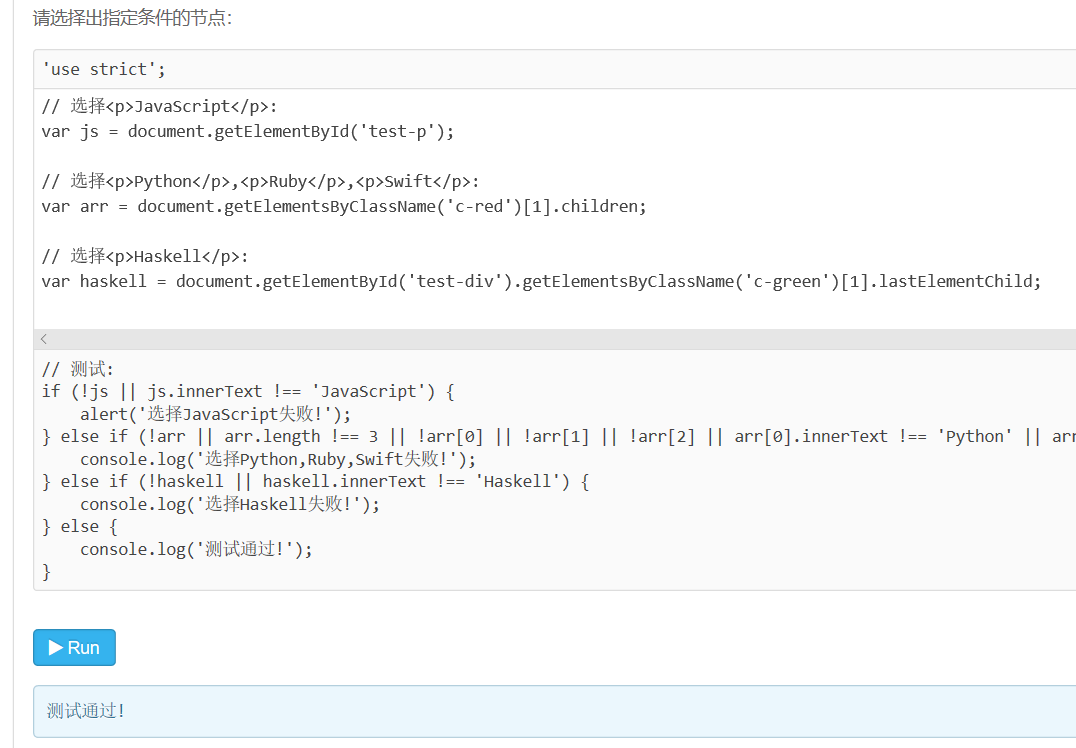 请选择出指定条件的节点：
'use strict';
// 选择<p>JavaScript</p>:
var js = document.getElementById('test-p');
// 选择<p>Python</p>,<p>Ruby</p>,<p>Swift</p>:
var arr = document.getElementsByClassName('c-red')[1].children;
// 选择<p>Haskell</p>:
var haskell = document.getElementById('test-div').getElementsByClassName('c-green')[1].lastElementChild;
// 测试:
if (!js || js.innerText !== 'JavaScript') {
    alert('选择JavaScript失败!');
} else if (!arr || arr.length !== 3 || !arr[0] || !arr[1] || !arr[2] || arr[0].innerText !== 'Python' || arr
    console.log('选择Python,Ruby,Swift失败!');
} else if (!haskell || haskell.innerText !== 'Haskell') {
    console.log('选择Haskell失败!');
} else {
    console.log('测试通过!');
}
Run
测试通过!